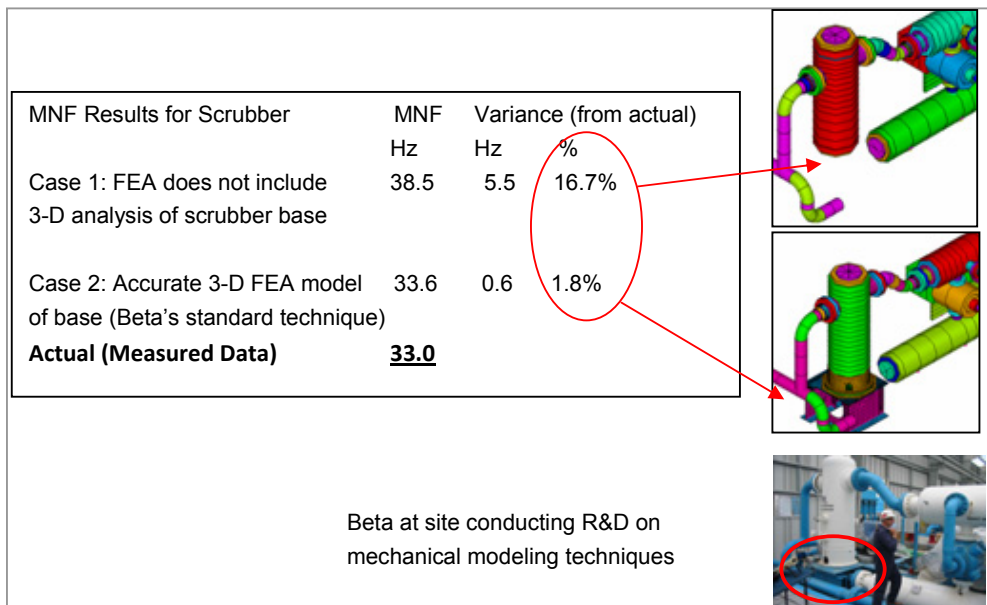 MNF Results for Scrubber MNF Variance (from actual)
Hz Hz %
Case 1: FEA does not include 38.5 5.5 16.7%
3-D analysis of scrubber base
Case 2: Accurate 3-D FEA model 33.6 0.6 1.8%
of base (Beta's standard technique)
Actual (Measured Data) 33.0
Beta at site conducting R&D on
mechanical modeling techniques